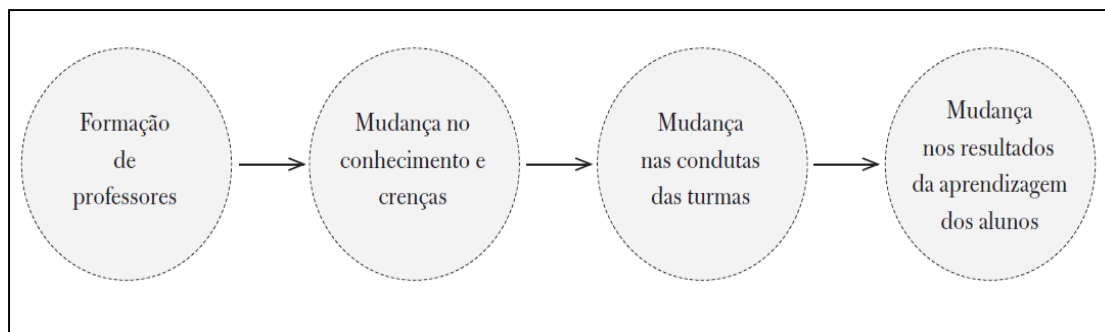 Formação
de
professores
Mudança no
conhecimento e
crenças
Mudança
nas condutas
das turmas
Mudança
nos resultados
da aprendizagem
dos alunos